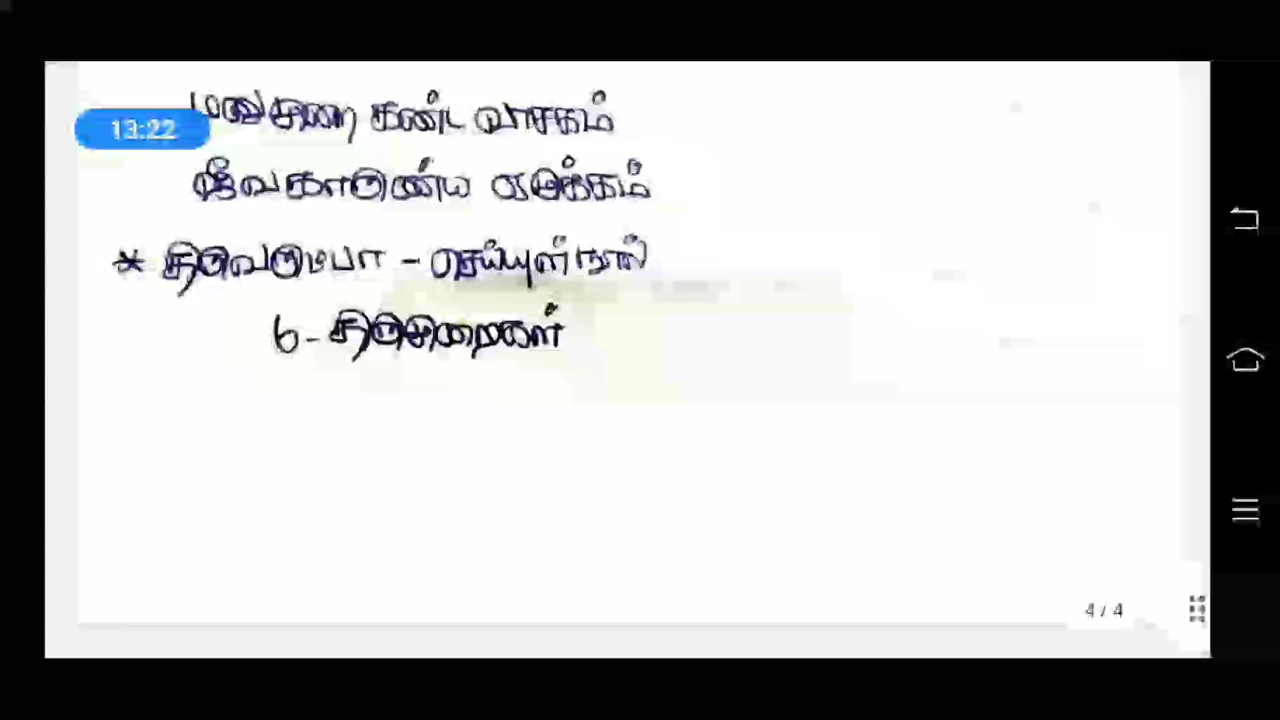 மனுமுறை கண்ட வாசகம்
13:22
ஜீவகாருண்ய ஒழுக்கம்
* திருவருட்பா - செய்யுள் நூல்
6 - திருமுறைகள்
4 / 4